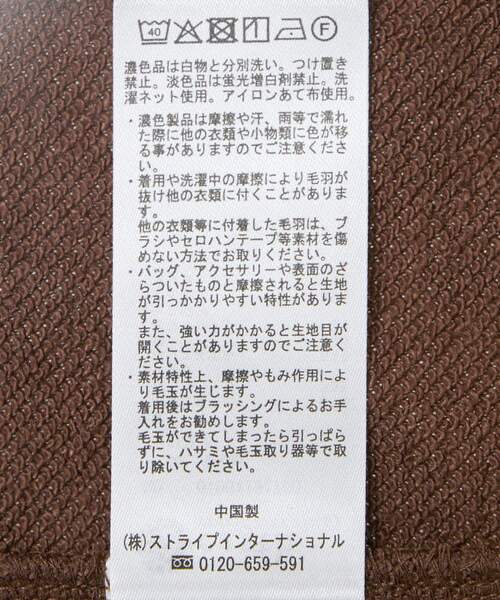 40 F
濃色品は白物と分別洗い。つけ置き
禁止。淡色品は蛍光増白剤禁止。洗
濯ネット使用。アイロンあて布使用。
・濃色製品は摩擦や汗、雨等で濡れ
た際に他の衣類や小物類に色が移
る事がありますのでご注意くださ
い。
・着用や洗濯中の摩擦により毛羽が
抜け他の衣類に付くことがありま
す。
他の衣類等に付着した毛羽は、ブ
ラシやセロハンテープ等素材を傷
めない方法でお取りください。
・バッグ、アクセサリーや表面のざ
らついたものと摩擦されると生地
が引っかかりやすい特性がありま
す。
また、強い力がかかると生地目が
開くことがありますのでご注意く
ださい。
・素材特性上、摩擦やもみ作用によ
り毛玉が生じます。
着用後はブラッシングによるお手
入れをお勧めします。
毛玉ができてしまったら引っぱら
ずに、ハサミや毛玉取り器等で取
り除いてください。
中国製
(株)ストライプインターナショナル
0120-659-591